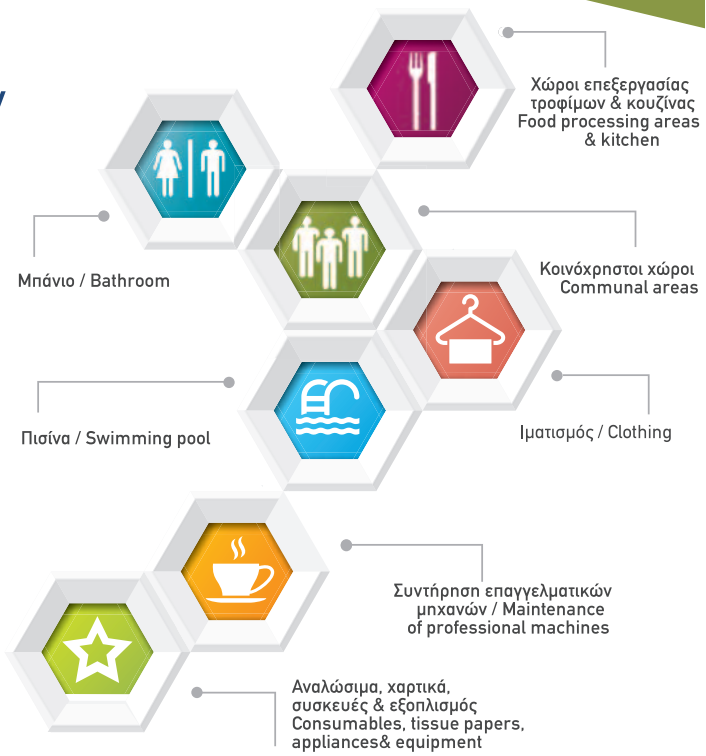 Χώροι επεξεργασίας
τροφίμων & κουζίνας
Food processing areas
& kitchen
Μπάνιο / Bathroom
Κοινόχρηστοι χώροι
Communal areas
Πισίνα / Swimming pool
Ιματισμός / Clothing
Συντήρηση επαγγελματικών
μηχανών / Maintenance
of professional machines
Αναλώσιμα, χαρτικά,
συσκευές & εξοπλισμός
Consumables, tissue papers,
appliances& equipment